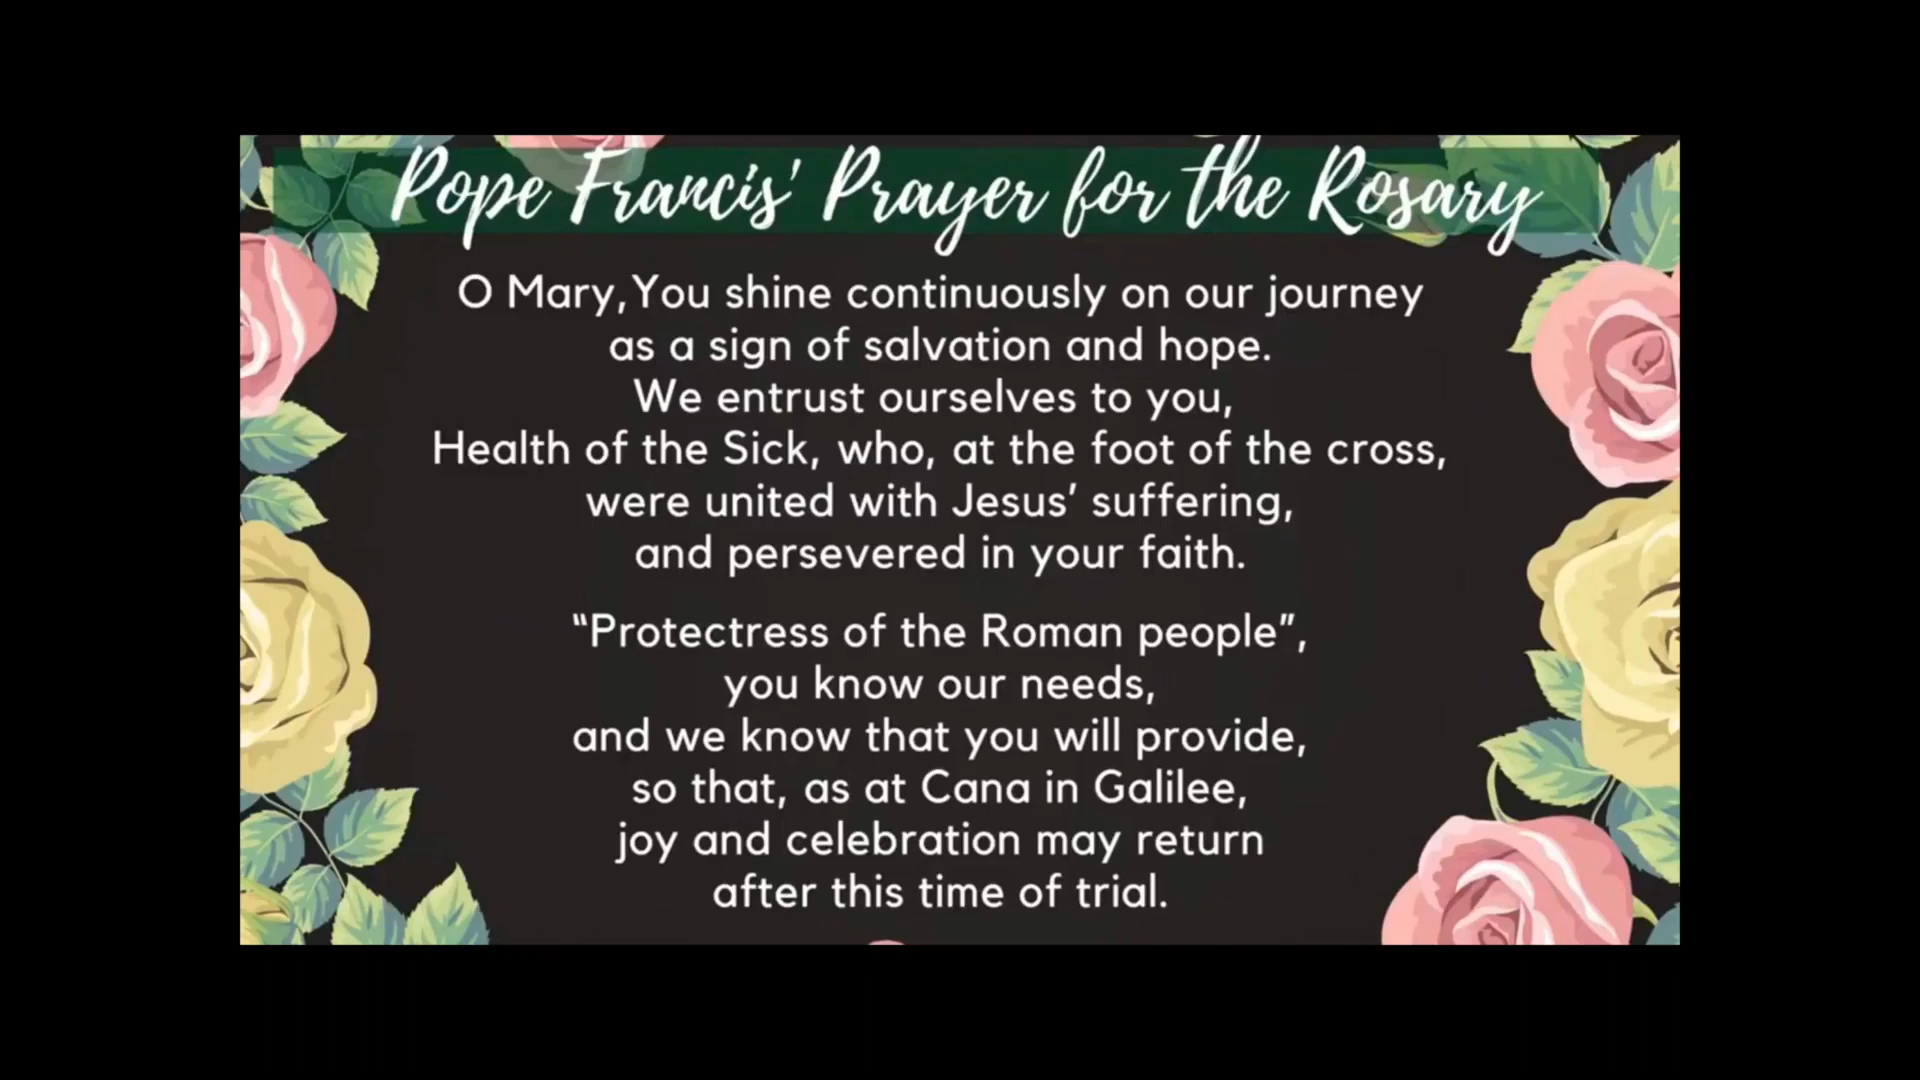 Pope Francis' Prayer for the Rosary
O Mary,You shine continuously on our journey
as a sign of salvation and hope.
We entrust ourselves to you,
Health of the Sick, who, at the foot of the cross,
were united with Jesus’ suffering,
and persevered in your faith.
“Protectress of the Roman people”,
you know our needs,
and we know that you will provide,
so that, as at Cana in Galilee,
joy and celebration may return
after this time of trial.